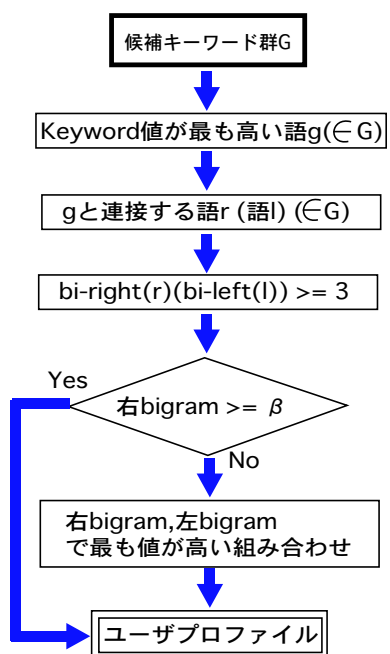 候補キーワード群G
Keyword値が最も高い語g(∈G)
gと連接する語r (語l) (∈G)
bi-right(r)(bi-left(l)) >= 3
Yes
右bigram >= β
No
右bigram,左bigram
で最も値が高い組み合わせ
ユーザプロファイル